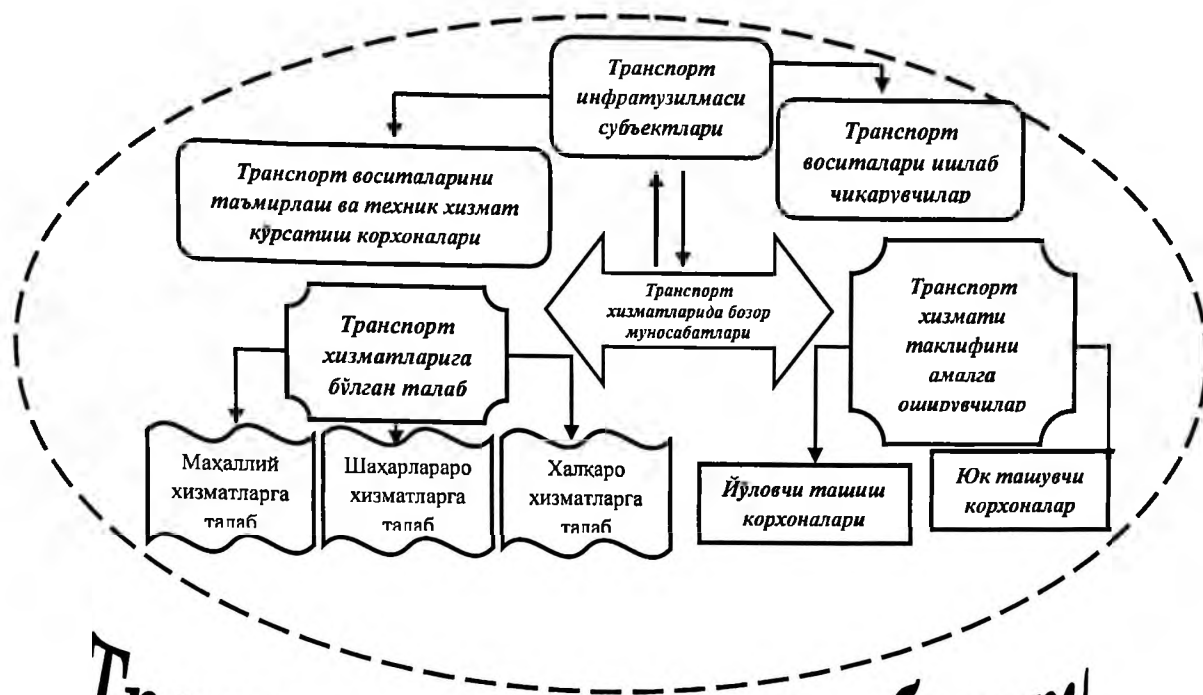 Транспорт
инфратузилмаси
субъектлари
Транспорт
воситалари ишлаб
чикарувчилар
Транспорт воситаларини
таъмирлаш ва техник хизмат
кўрсатиш корхоналари
Транспорт
хизматларида бозор
муносабатлари
Транспорт
хизмати
таклифини
амалга
оширувчилар
Транспорт
хизматларига
бўлган талаб
Маҳаллий
хизматларга
талаб
Шаҳарлараро
хизматларга
талаб
Халқаро
хизматларга
талаб
Йўловчи ташиш
корхоналари
Юк ташувчи
корхоналар